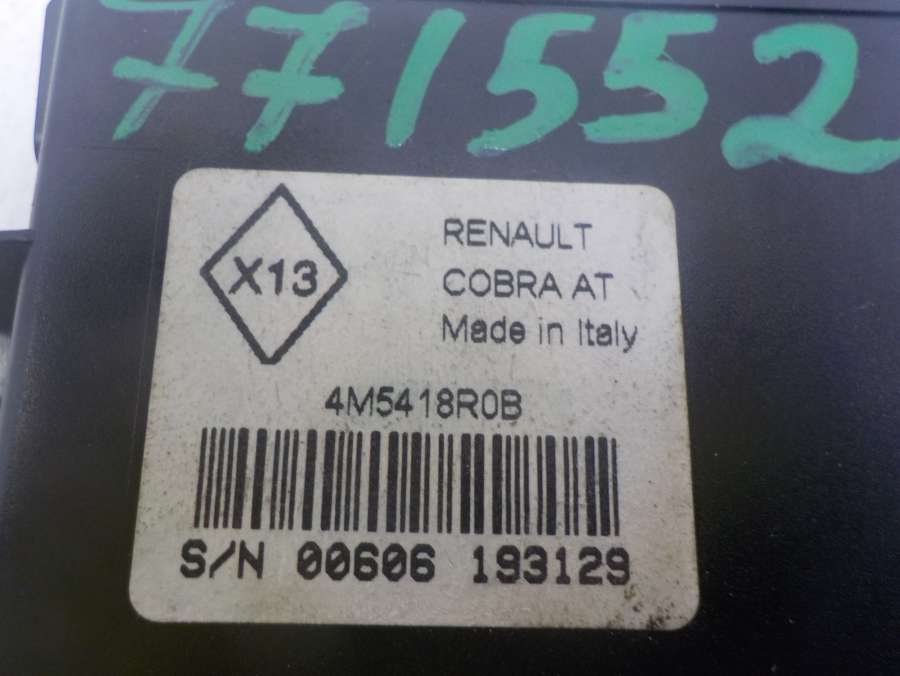 771552
X13
RENAULT
COBRA AT
Made in Italy
4M5418R0B
S/N 00606 193129